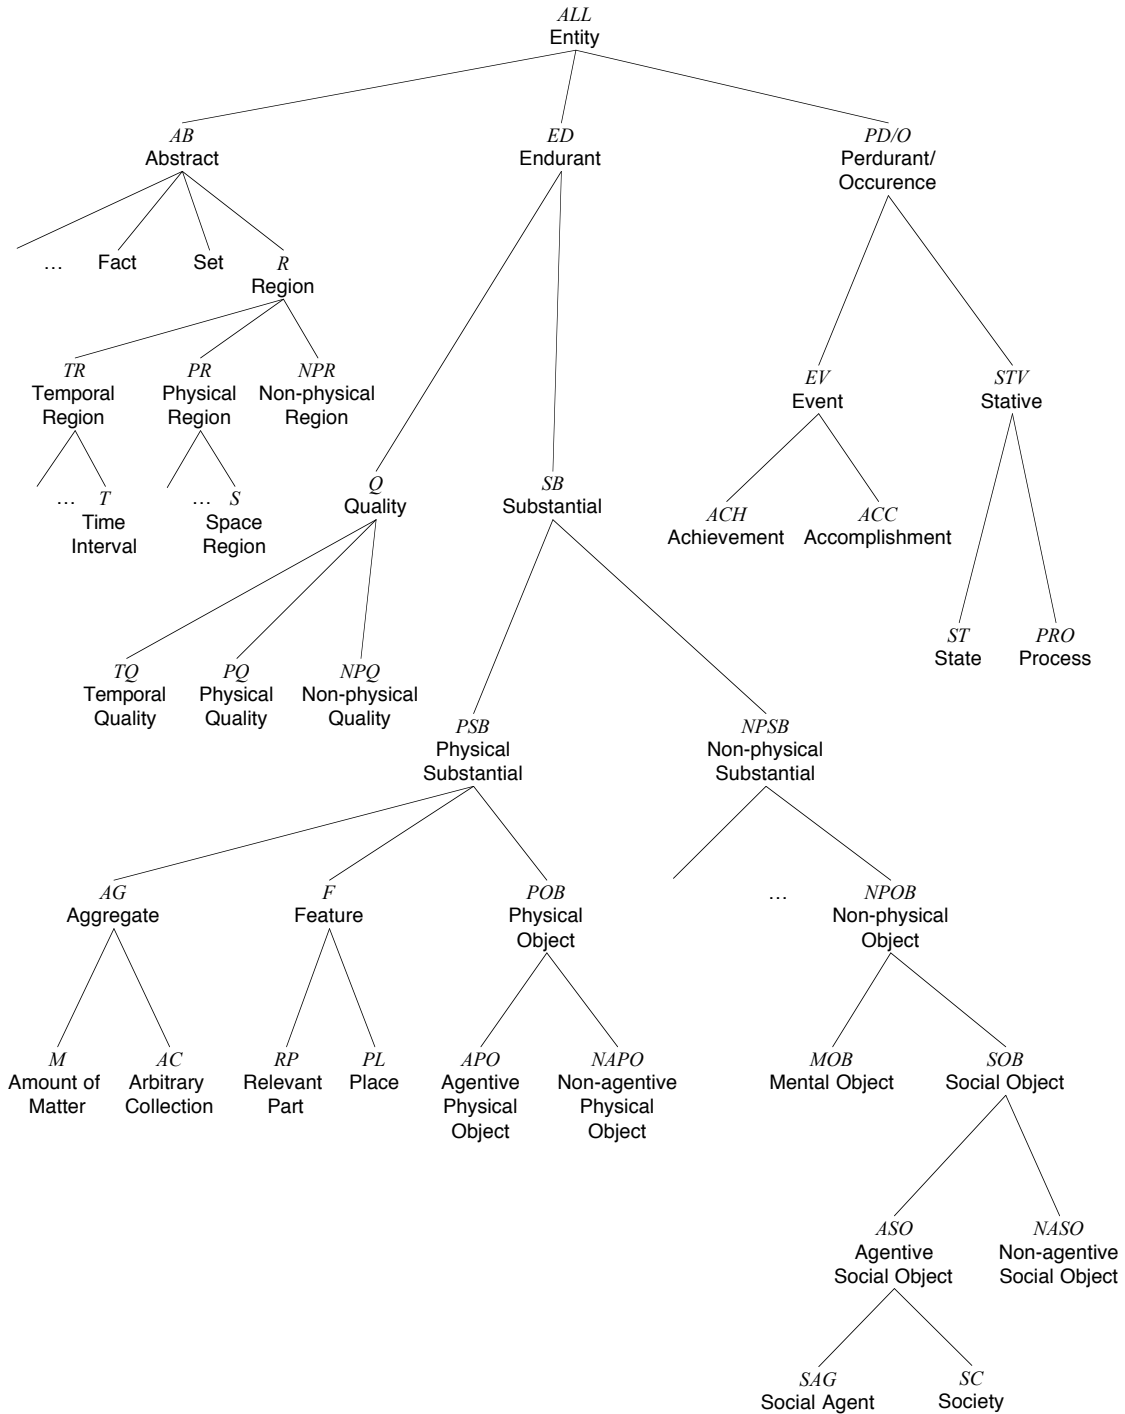 ALL
Entity
AB
Abstract
ED
Endurant
PD/O
Perdurant/
Occurence
…
Fact
Set
R
Region
TR
Temporal
Region
PR
Physical
Region
NPR
Non-physical
Region
EV
Event
STV
Stative
… T
Time
Interval
… S
Space
Region
Q
Quality
SB
Substantial
ACH
Achievement
ACC
Accomplishment
ST
State
PRO
Process
TQ
Temporal
Quality
PQ
Physical
Quality
NPQ
Non-physical
Quality
PSB
Physical
Substantial
NPSB
Non-physical
Substantial
AG
Aggregate
F
Feature
POB
Physical
Object
…
NPOB
Non-physical
Object
M
Amount of
Matter
AC
Arbitrary
Collection
RP
Relevant
Part
PL
Place
APO
Agentive
Physical
Object
NAPO
Non-agentive
Physical
Object
MOB
Mental Object
SOB
Social Object
ASO
Agentive
Social Object
NASO
Non-agentive
Social Object
SAG
Social Agent
SC
Society